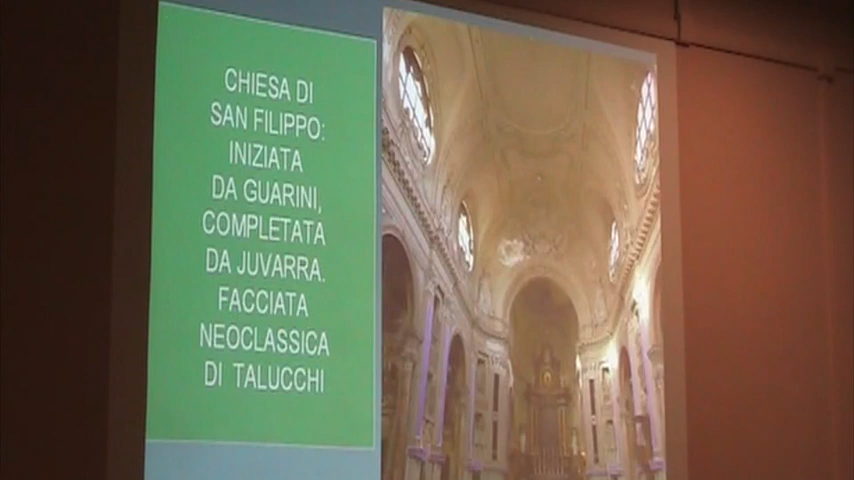 CHIESA DI
SAN FILIPPO:
INIZIATA
DA GUARINI,
COMPLETATA
DA JUVARRA.
FACCIATA
NEOCLASSICA
DI TALUCCHI